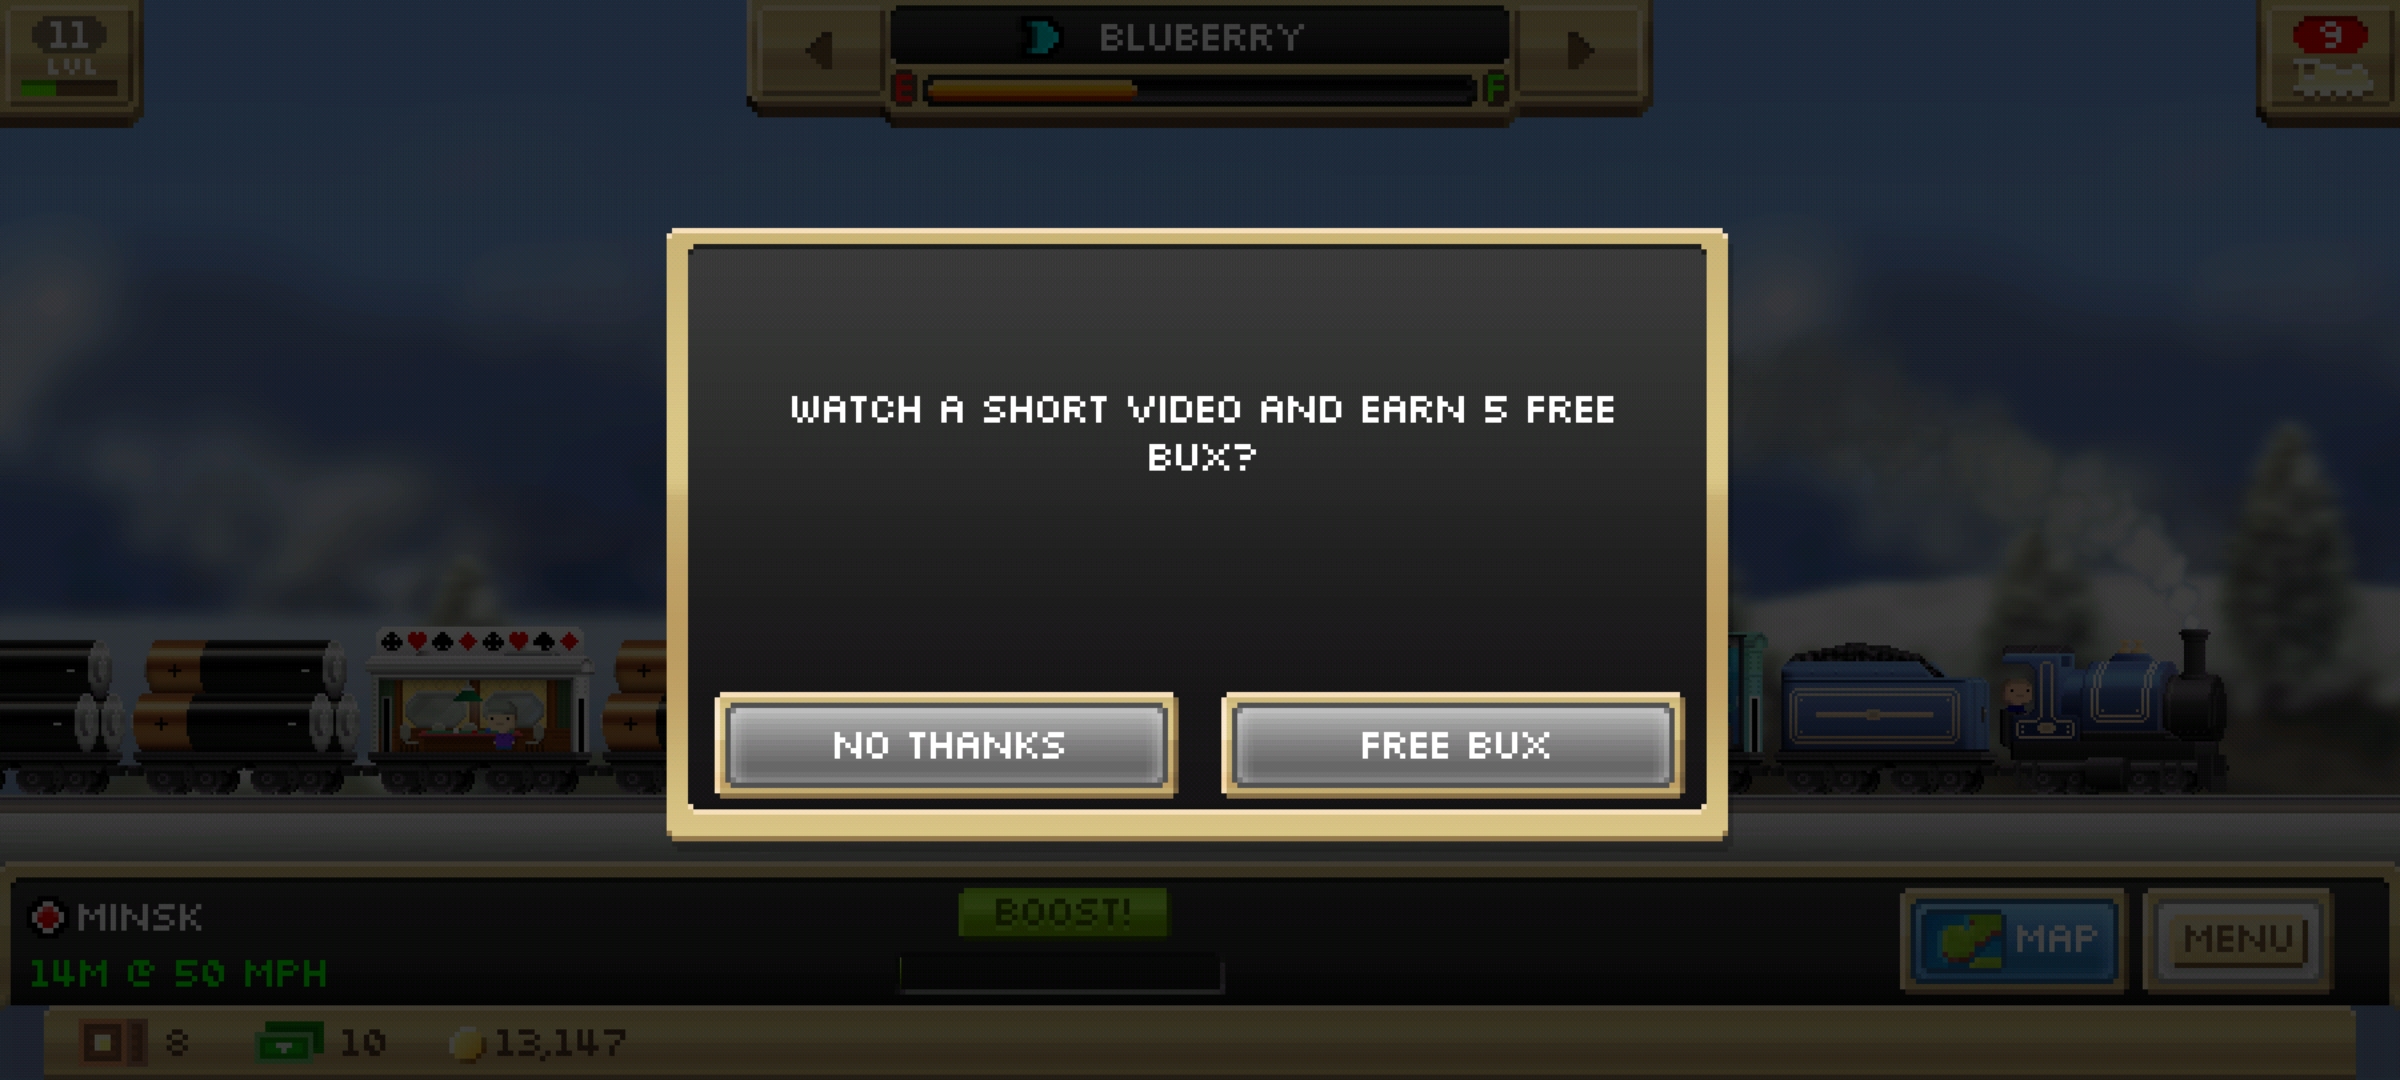 11
LVL
BLUBERRY
E
F
9
WATCH A SHORT VIDEO AND EARN 5 FREE
BUX?
NO THANKS
FREE BUX
MINSK
14M @ 50 MPH
BOOST!
MAP
MENU
8
10
13,147